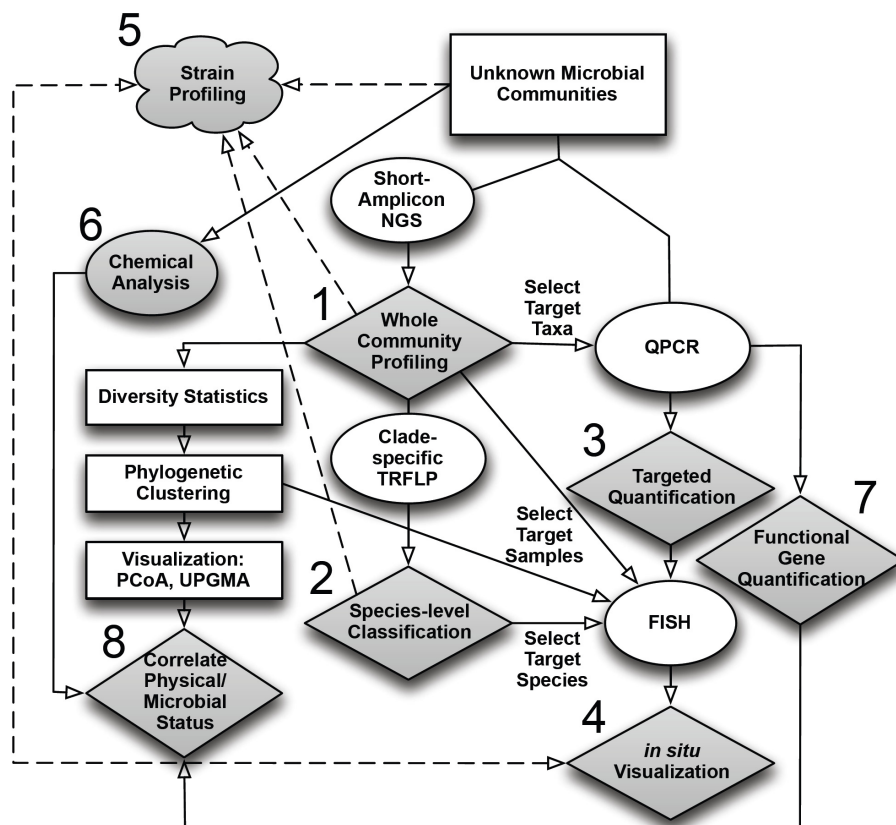 5
Strain
Profiling
Unknown Microbial
Communities
Short-
Amplicon
NGS
6
Chemical
Analysis
1
Whole
Community
Profiling
Select
Target
Taxa
QPCR
Diversity Statistics
Clade-
specific
TRFLP
3
Targeted
Quantification
Phylogenetic
Clustering
Select
Target
Samples
7
Functional
Gene
Quantification
Visualization:
PCoA, UPGMA
2
Species-level
Classification
Select
Target
Species
FISH
8
Correlate
Physical/
Microbial
Status
4
in situ
Visualization